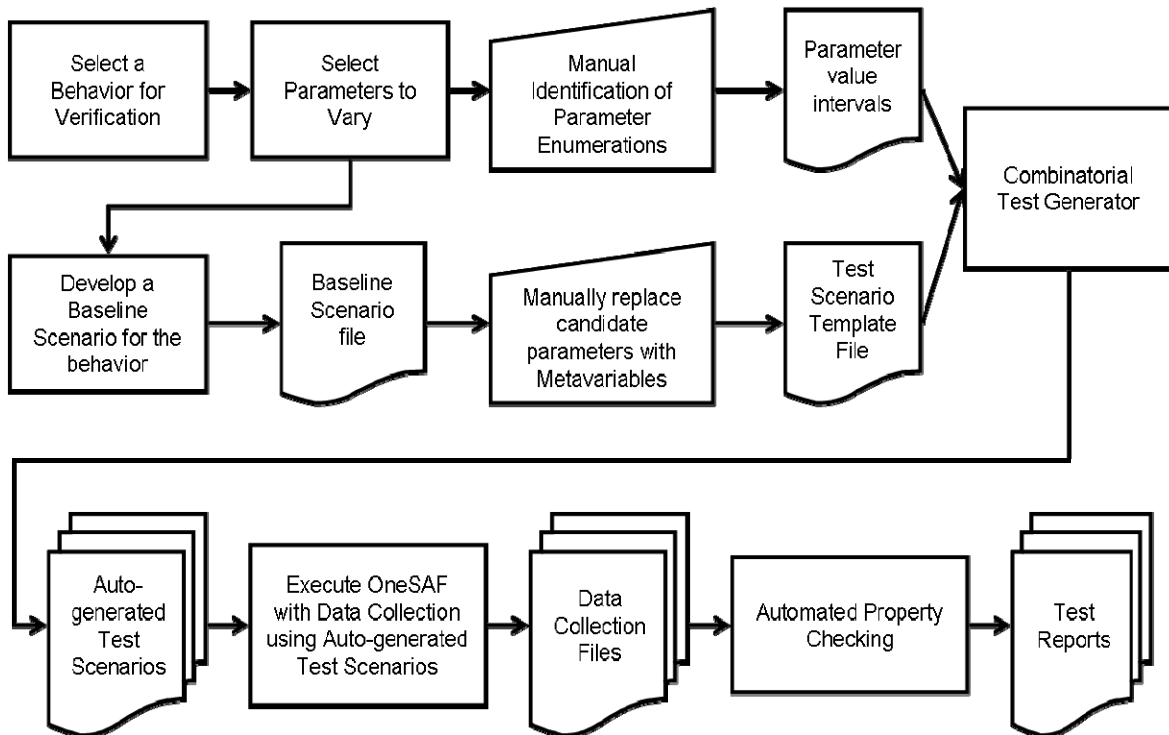 Select a
Behavior for
Verification
Select
Parameters to
Vary
Manual
Identification of
Parameter
Enumerations
Parameter
value
intervals
Combinatorial
Test Generator
Develop a
Baseline
Scenario for the
behavior
Baseline
Scenario
file
Manually replace
candidate
parameters with
Metavariables
Test
Scenario
Template
File
Auto-
generated
Test
Scenarios
Execute OneSAF
with Data Collection
using Auto-generated
Test Scenarios
Data
Collection
Files
Automated Property
Checking
Test
Reports